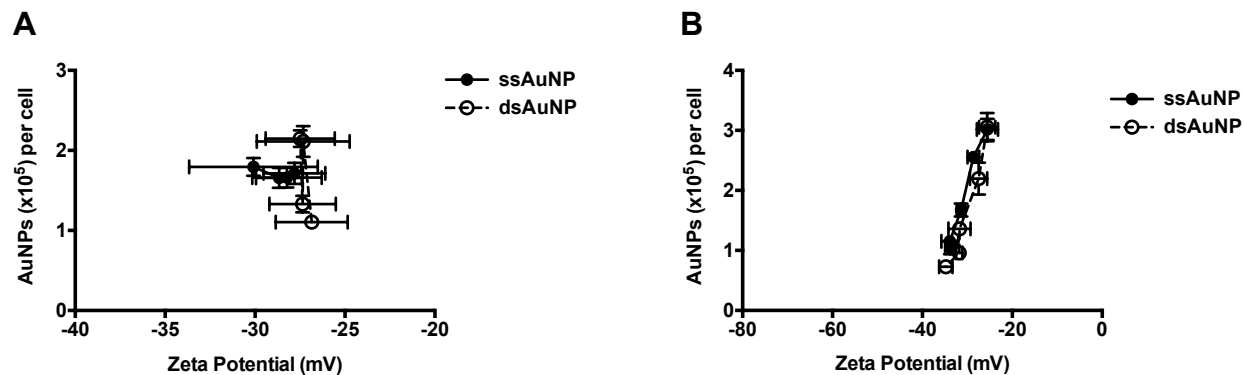 A
3
2
1
0
-40
-35
-30
-25
-20
AuNPs (x10⁵) per cell
Zeta Potential (mV)
ssAuNP
dsAuNP
B
4
3
2
1
0
-80
-60
-40
-20
0
AuNPs (x10⁵) per cell
Zeta Potential (mV)
ssAuNP
dsAuNP